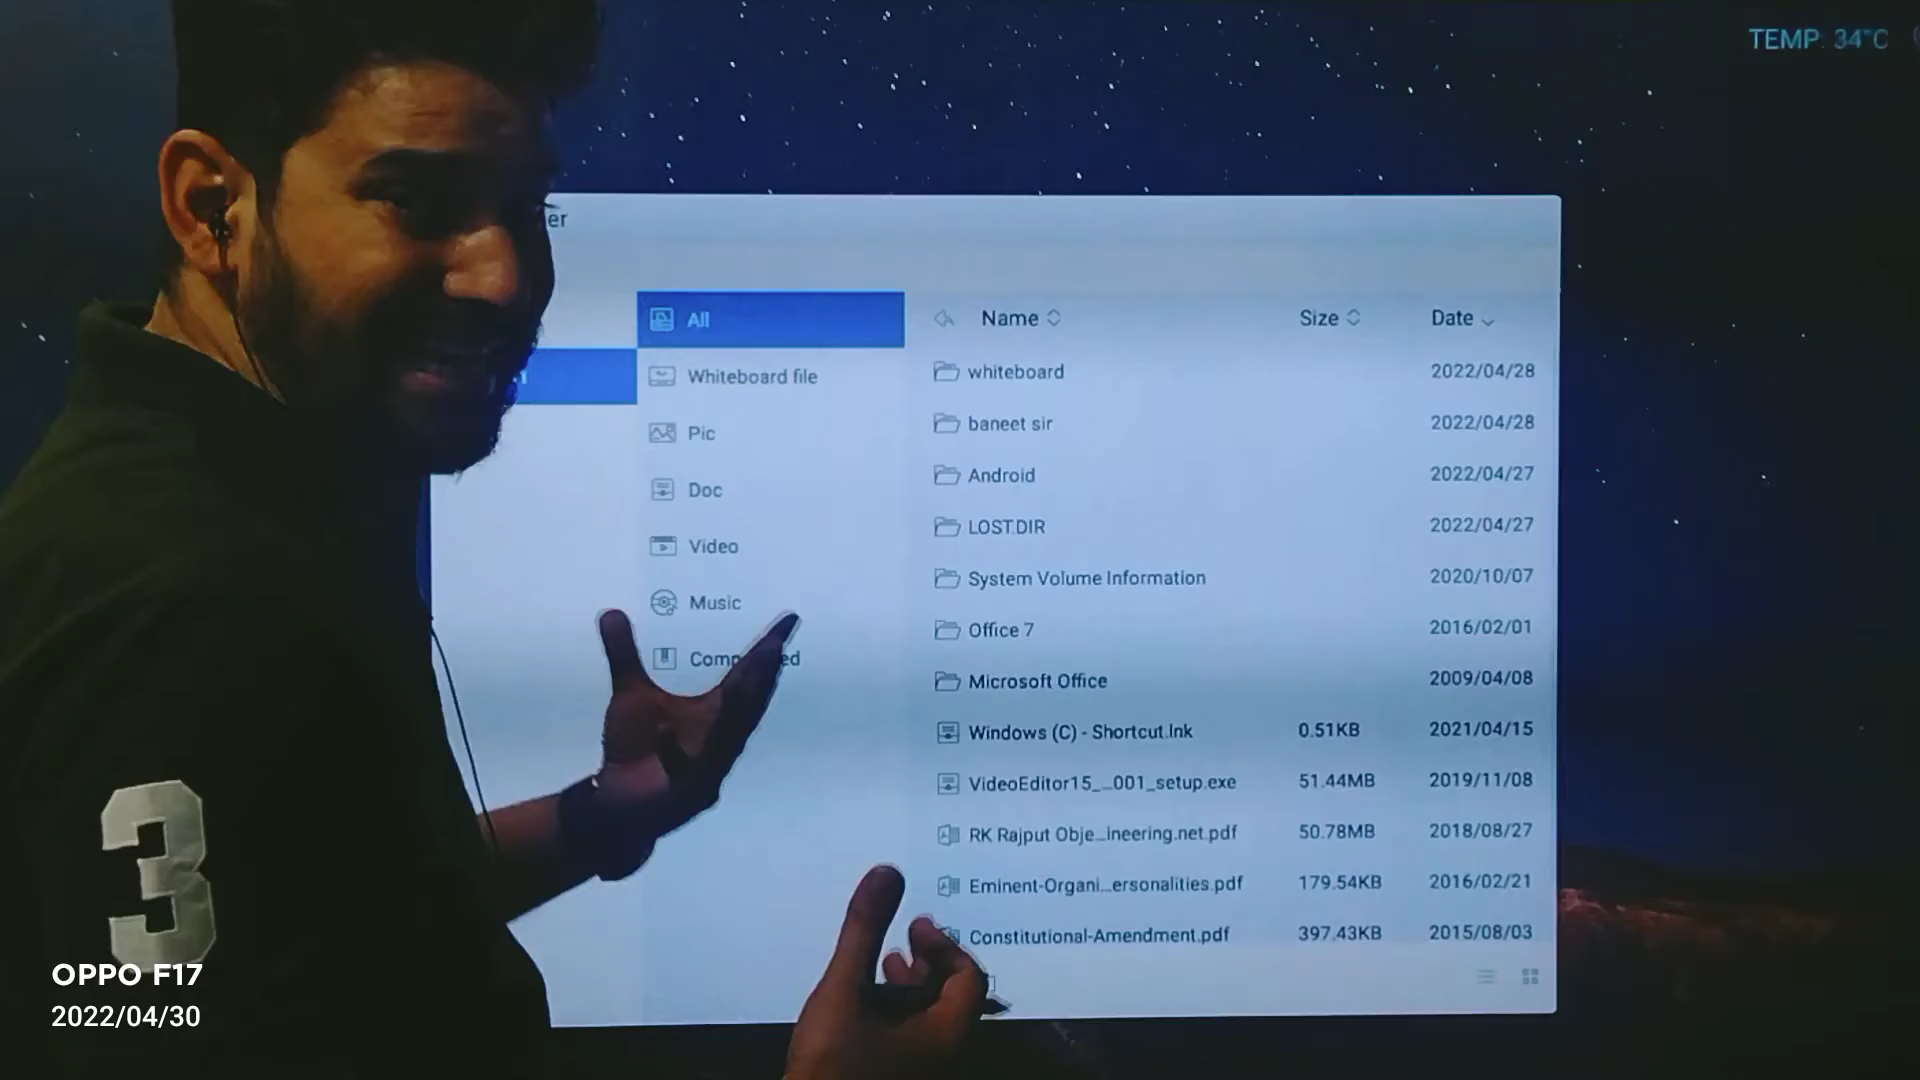 TEMP: 34°C
er
All
Name
Size
Date
1
Whiteboard file
whiteboard 2022/04/28
Pic
baneet sir 2022/04/28
Doc
Android 2022/04/27
Video
LOST.DIR 2022/04/27
Music
System Volume Information 2020/10/07
Office 7 2016/02/01
Comp ed
Microsoft Office 2009/04/08
Windows (C) - Shortcut.lnk 0.51KB 2021/04/15
VideoEditor15_...001_setup.exe 51.44MB 2019/11/08
RK Rajput Obje...ineering.net.pdf 50.78MB 2018/08/27
Eminent-Organi...ersonalities.pdf 179.54KB 2016/02/21
Constitutional-Amendment.pdf 397.43KB 2015/08/03
3
OPPO F17
2022/04/30